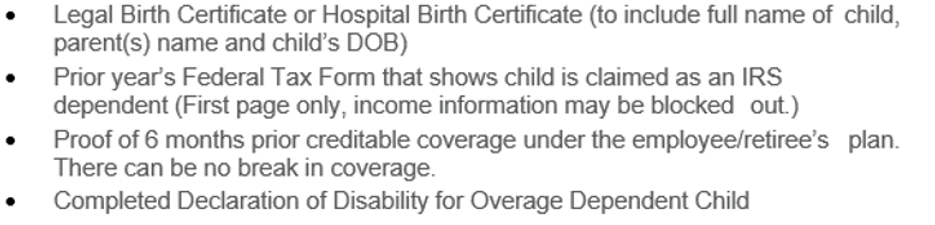 • Legal Birth Certificate or Hospital Birth Certificate (to include full name of child,
parent(s) name and child's DOB)
• Prior year's Federal Tax Form that shows child is claimed as an IRS
dependent (First page only, income information may be blocked out.)
• Proof of 6 months prior creditable coverage under the employee/retiree's plan.
There can be no break in coverage.
• Completed Declaration of Disability for Overage Dependent Child